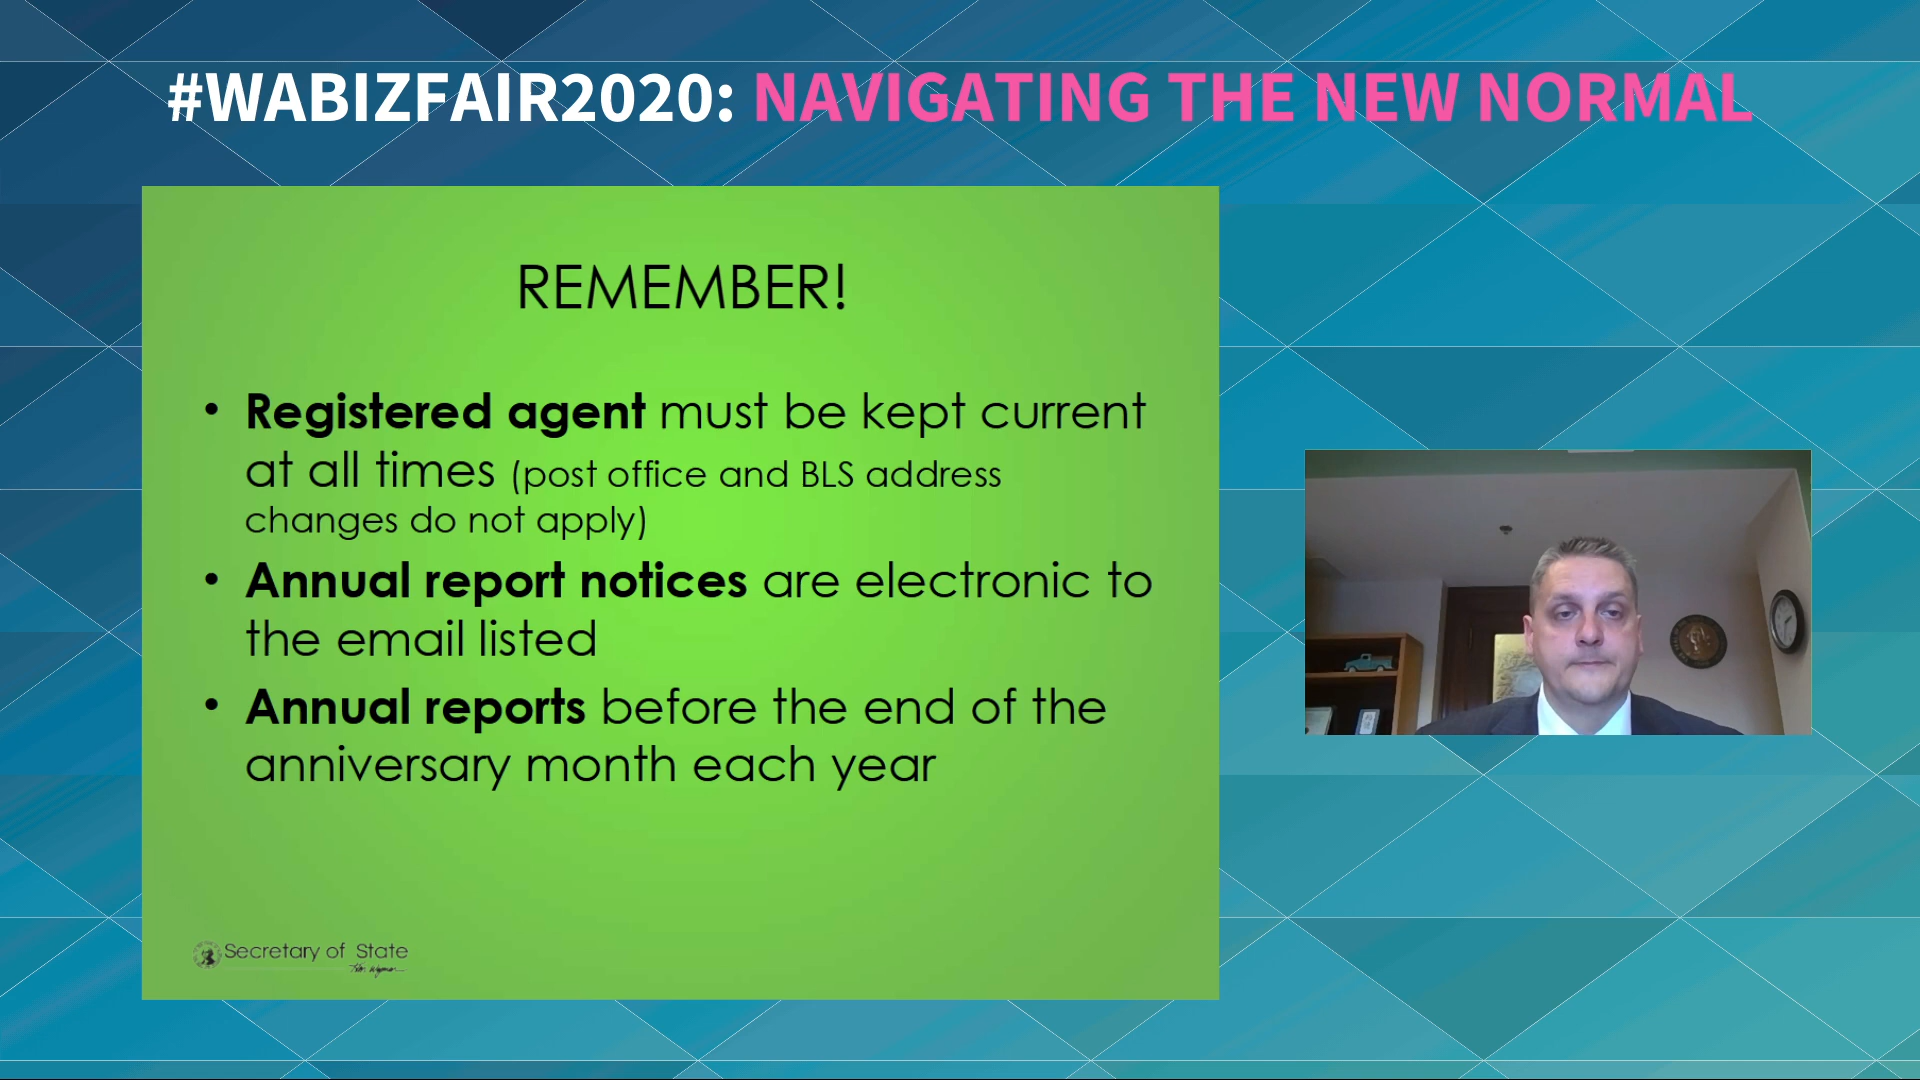 #WABIZFAIR2020: NAVIGATING THE NEW NORMAL
REMEMBER!
• Registered agent must be kept current
at all times (post office and BLS address
changes do not apply)
• Annual report notices are electronic to
the email listed
• Annual reports before the end of the
anniversary month each year
Secretary of State